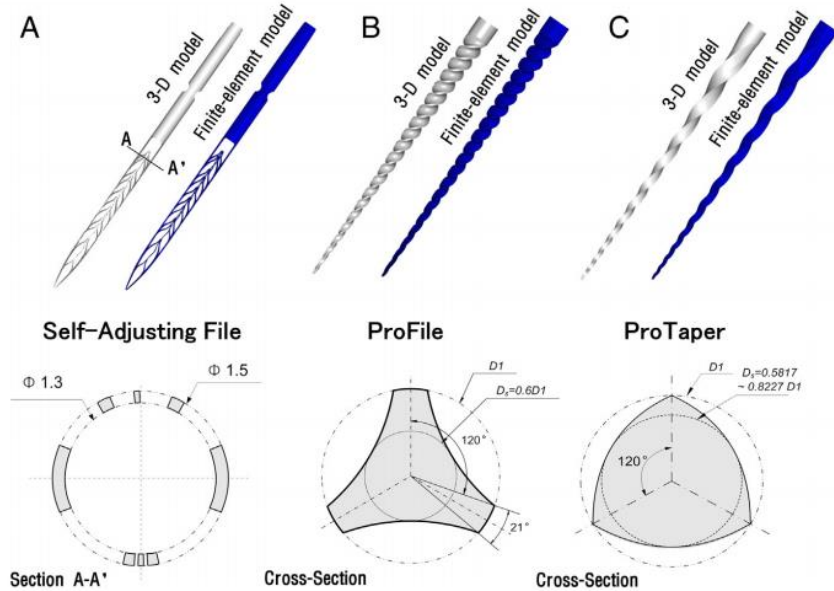 A
3-D model
Finite-element model
A
A'
B
3-D model
Finite-element model
C
3-D model
Finite-element model
Self-Adjusting File
ProFile
ProTaper
Φ 1.3
Φ 1.5
D1
Ds=0.6D1
120°
21°
D1
Ds=0.5817
~ 0.8227 D1
120°
Section A-A'
Cross-Section
Cross-Section